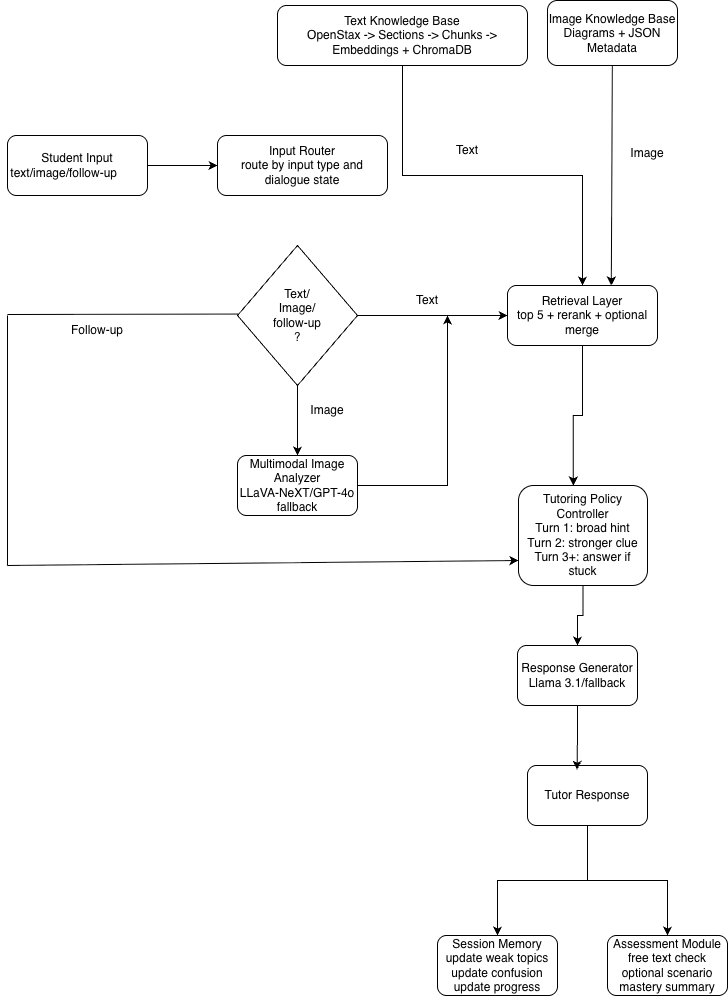 Text Knowledge Base
OpenStax -> Sections -> Chunks ->
Embeddings + ChromaDB
Image Knowledge Base
Diagrams + JSON
Metadata
Text
Image
Student Input
text/image/follow-up
Input Router
route by input type and
dialogue state
Text/
Image/
follow-up
?
Text
Follow-up
Image
Retrieval Layer
top 5 + rerank + optional
merge
Multimodal Image
Analyzer
LLaVA-NeXT/GPT-4o
fallback
Tutoring Policy
Controller
Turn 1: broad hint
Turn 2: stronger clue
Turn 3+: answer if
stuck
Response Generator
Llama 3.1/fallback
Tutor Response
Session Memory
update weak topics
update confusion
update progress
Assessment Module
free text check
optional scenario
mastery summary